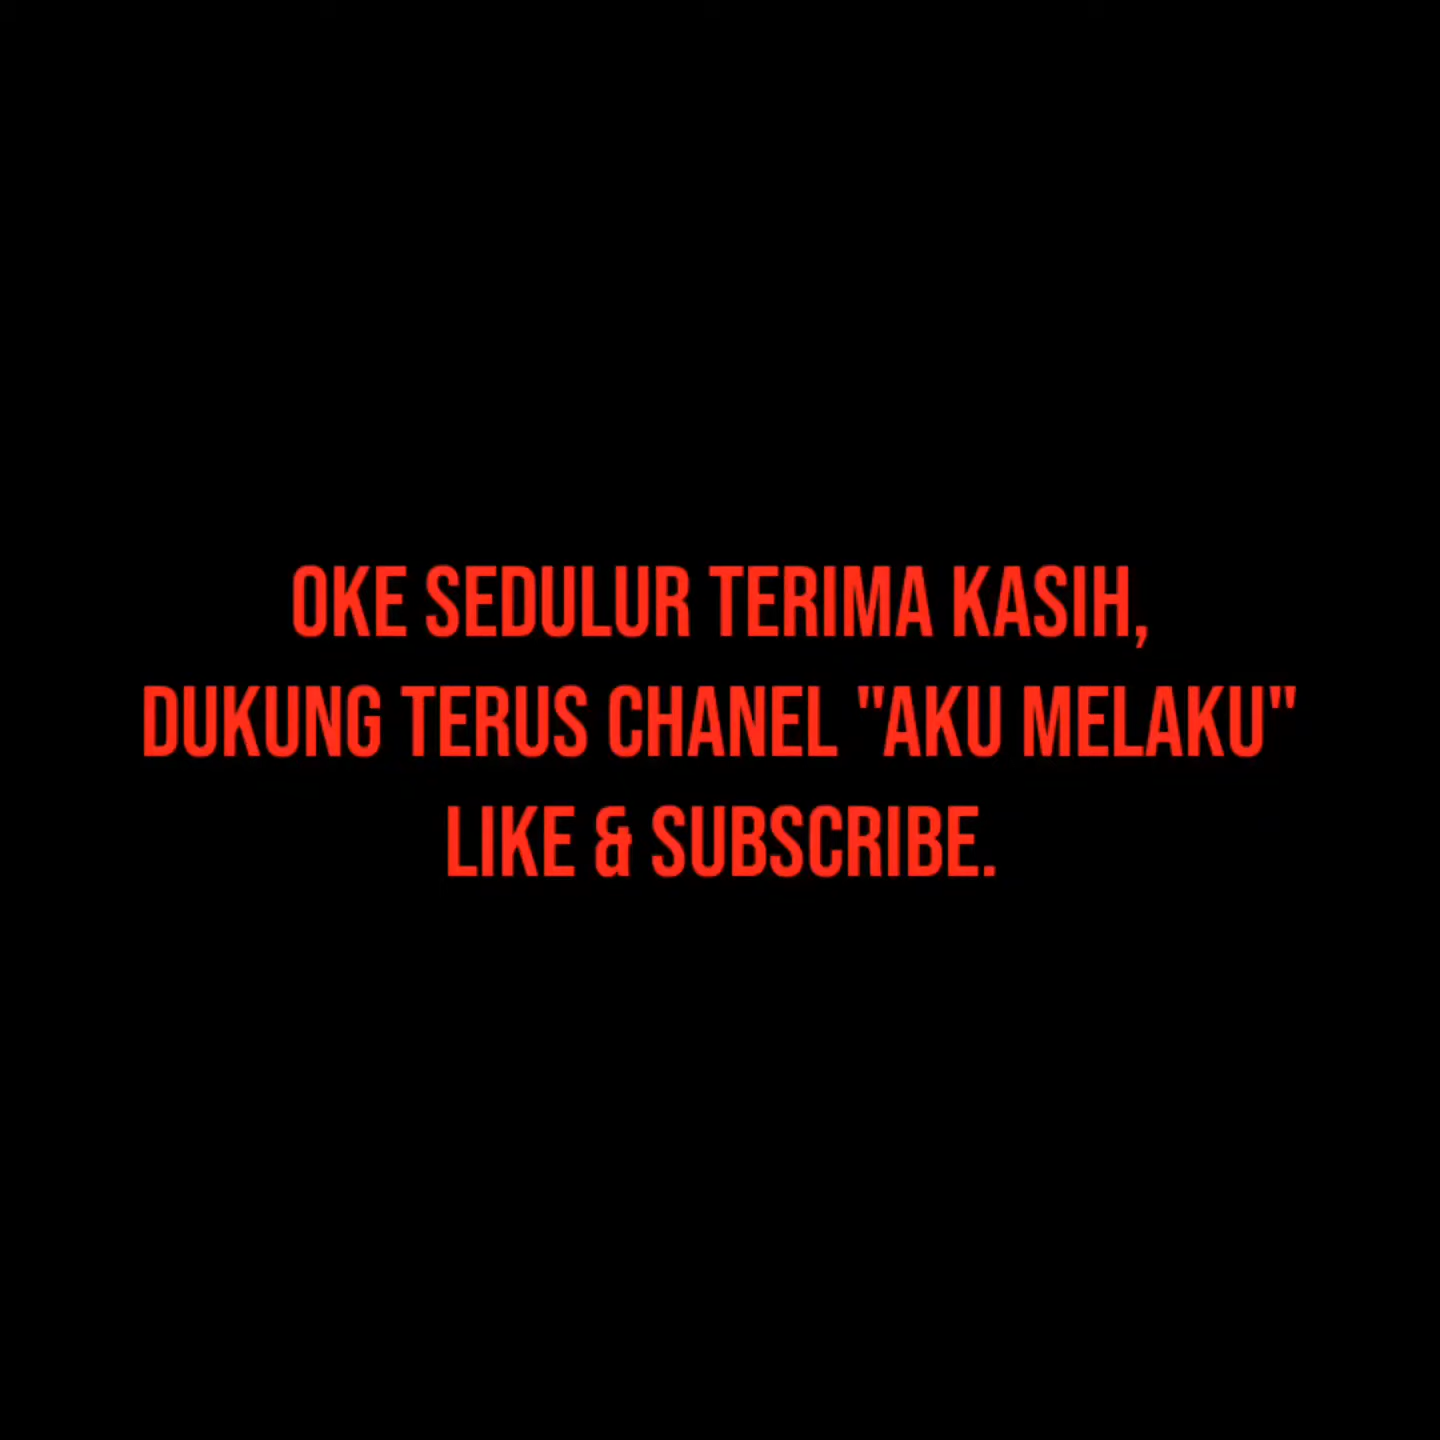 OKE SEDULUR TERIMA KASIH,
DUKUNG TERUS CHANEL "AKU MELAKU"
LIKE & SUBSCRIBE.